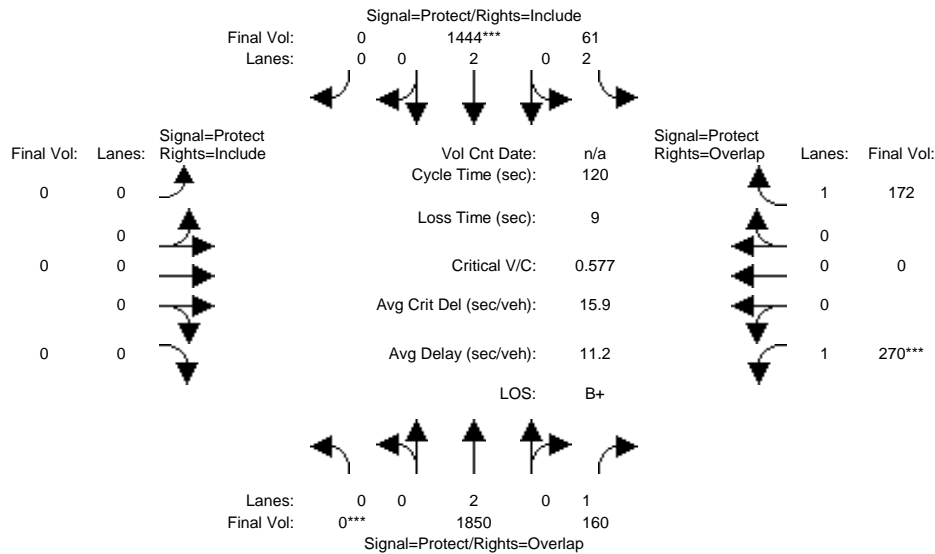 Signal=Protect/Rights=Include
Final Vol: 0 1444*** 61
Lanes: 0 0 2 0 2
Signal=Protect
Final Vol: Lanes: Rights=Include
Vol Cnt Date: n/a
Signal=Protect
Rights=Overlap Lanes: Final Vol:
Cycle Time (sec): 120
0 0
1 172
Loss Time (sec): 9
0
0
0 0
Critical V/C: 0.577
0 0
0
Avg Crit Del (sec/veh): 15.9
0
0 0
Avg Delay (sec/veh): 11.2
1 270***
LOS: B+
Lanes: 0 0 2 0 1
Final Vol: 0*** 1850 160
Signal=Protect/Rights=Overlap